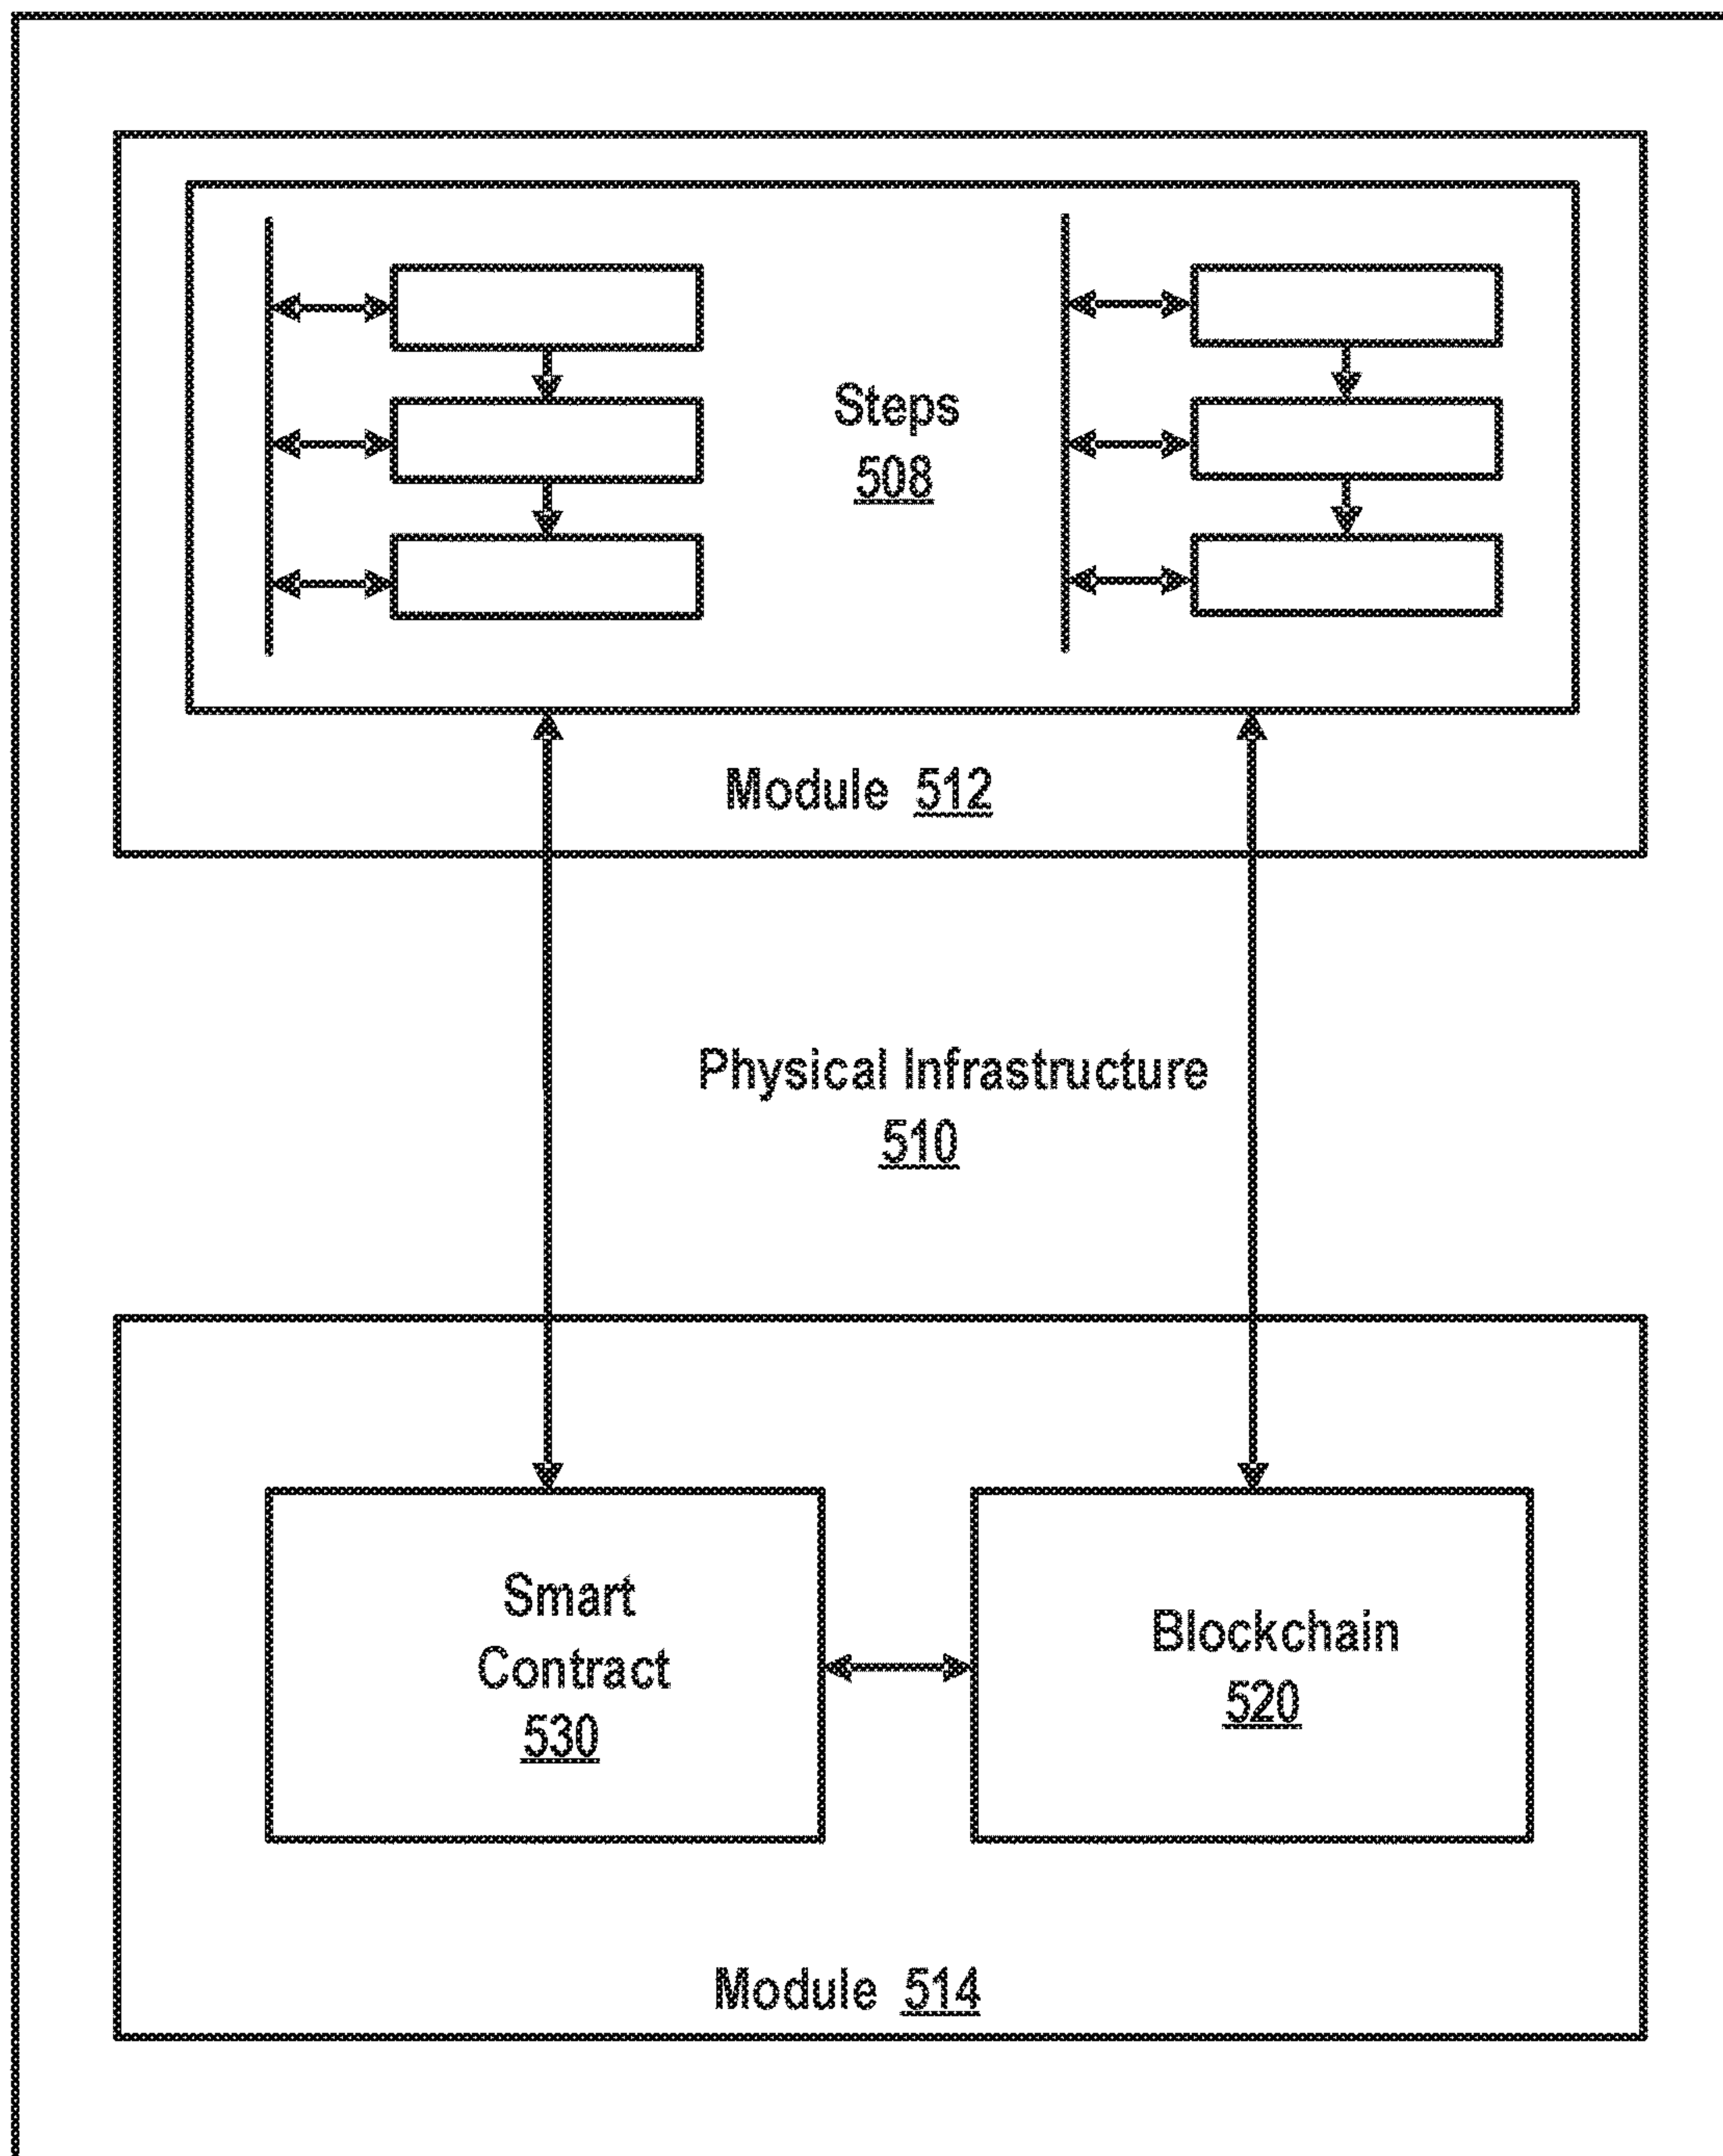 Steps
508
Module 512
Physical Infrastructure
510
Smart
Contract
530
Blockchain
520
Module 514